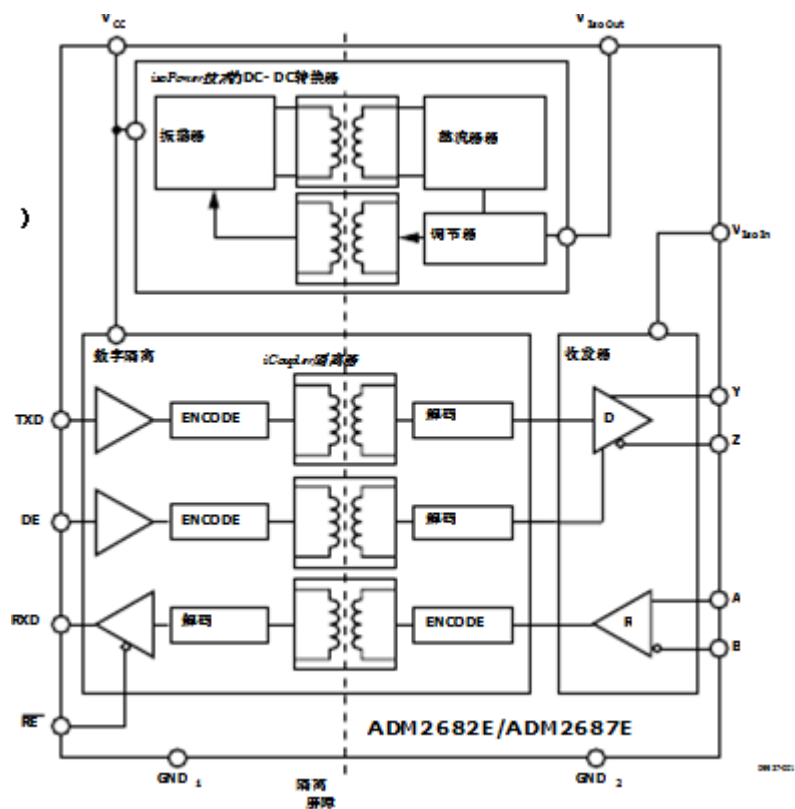 VCC
VIsoOut
isoPower技术的DC-DC转换器
振荡器
整流器器
)
调节器
VIsoIn
数字隔离
iCoupler隔离器
收发器
TXD
ENCODE
解码
D
Y
Z
DE
ENCODE
解码
RXD
解码
ENCODE
R
A
B
RE
ADM2682E/ADM2687E
GND1
隔离
屏障
GND2